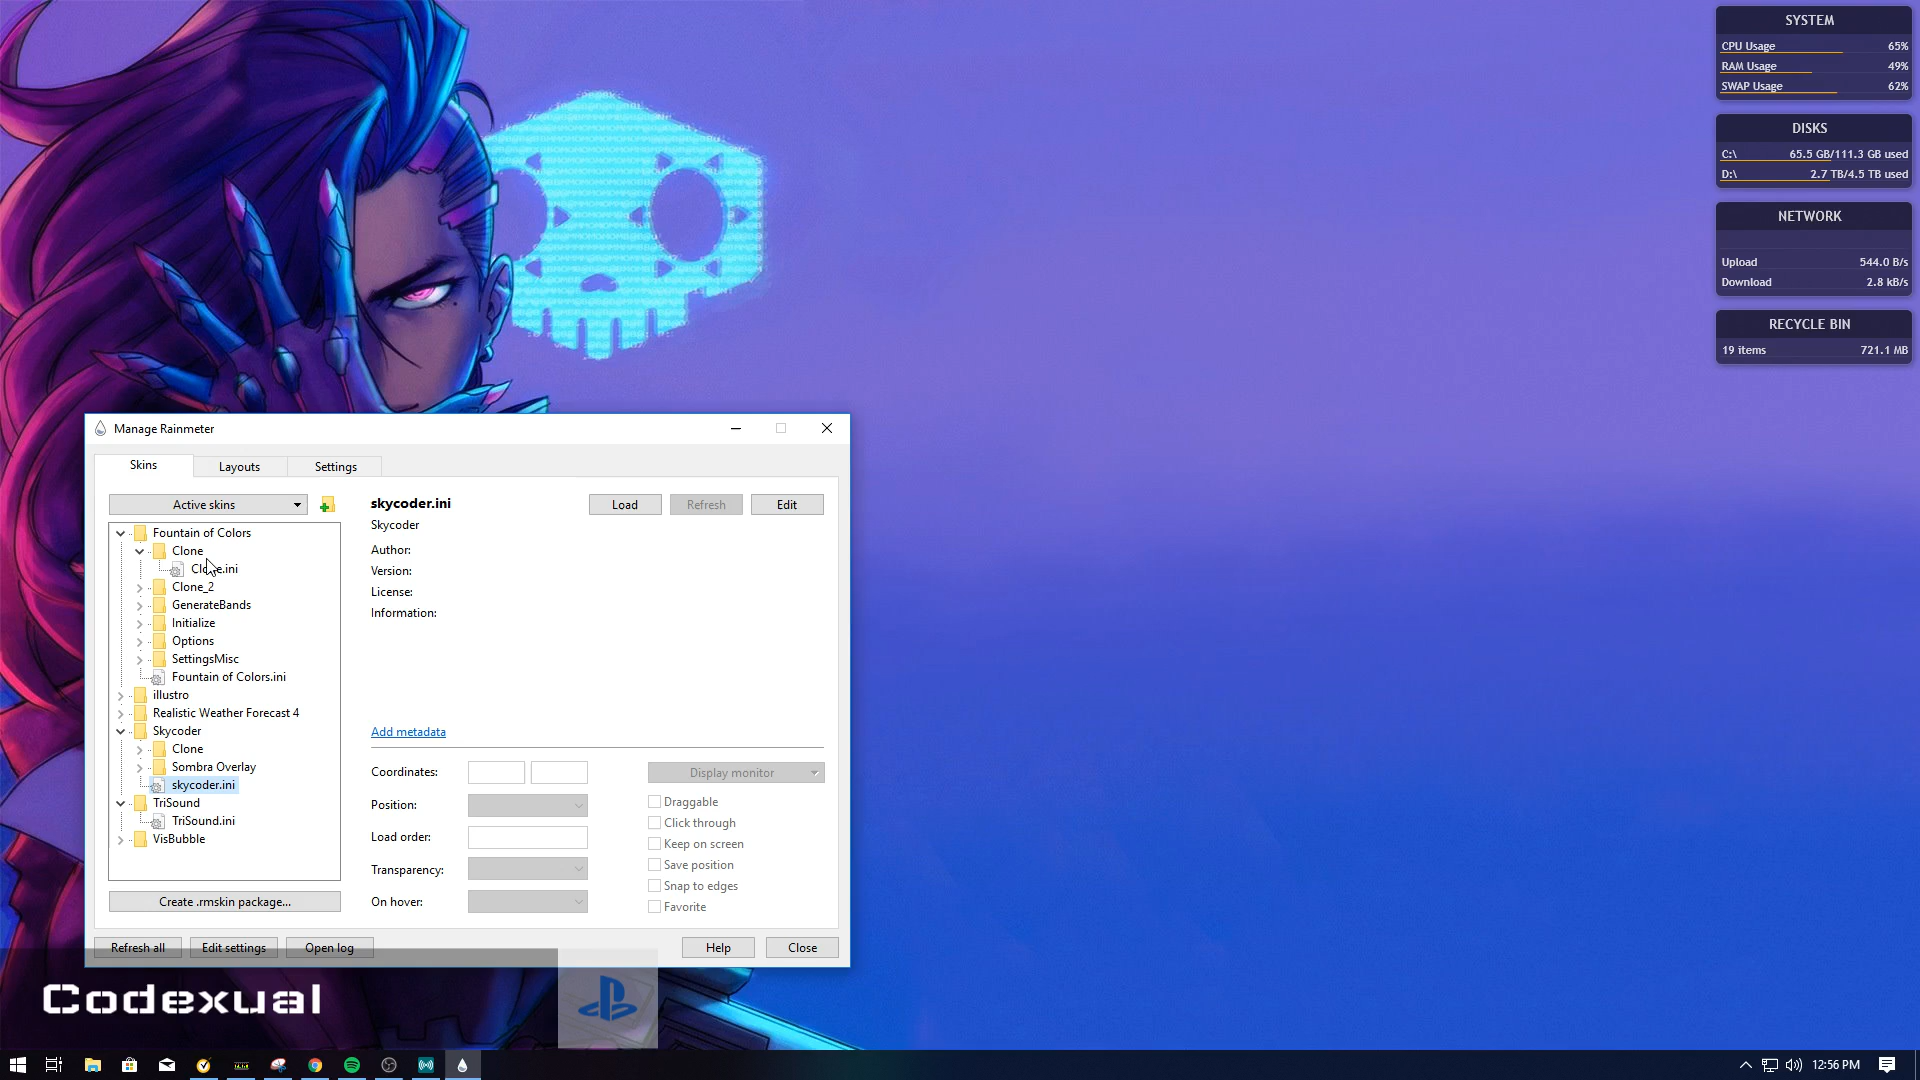 SYSTEM
CPU Usage 65%
RAM Usage 49%
SWAP Usage 62%
DISKS
C:\ 65.5 GB/111.3 GB used
D:\ 2.7 TB/4.5 TB used
NETWORK
Upload 544.0 B/s
Download 2.8 kB/s
RECYCLE BIN
19 items 721.1 MB
Manage Rainmeter
Skins Layouts Settings
Active skins
Fountain of Colors
Clone
Clone.ini
Clone_2
GenerateBands
Initialize
Options
SettingsMisc
Fountain of Colors.ini
illustro
Realistic Weather Forecast 4
Skycoder
Clone
Sombra Overlay
skycoder.ini
TriSound
TriSound.ini
VisBubble
Create .rmskin package...
skycoder.ini
Load Refresh Edit
Skycoder
Author:
Version:
License:
Information:
Add metadata
Coordinates:
Position:
Load order:
Transparency:
On hover:
Display monitor
Draggable
Click through
Keep on screen
Save position
Snap to edges
Favorite
Refresh all Edit settings Open log Help Close
Codexual
12:56 PM